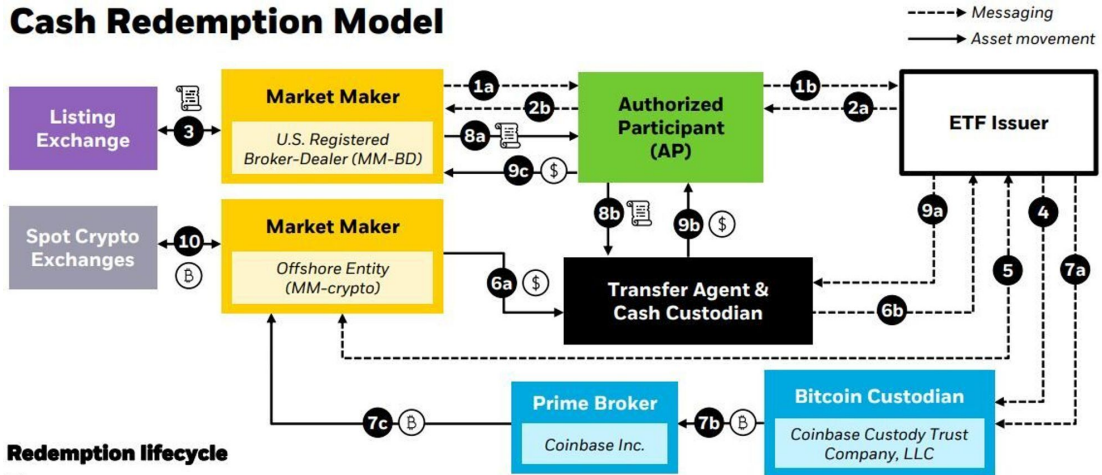 Cash Redemption Model
Messaging
Asset movement
Listing
Exchange
3
Market Maker
U.S. Registered
Broker-Dealer (MM-BD)
1a
2b
8a
9c
$
Authorized
Participant
(AP)
1b
2a
ETF Issuer
Spot Crypto
Exchanges
10
B
Market Maker
Offshore Entity
(MM-crypto)
6a
$
8b
9b
$
Transfer Agent &
Cash Custodian
9a
6b
5
4
7a
7c
B
Prime Broker
Coinbase Inc.
7b
B
Bitcoin Custodian
Coinbase Custody Trust
Company, LLC
Redemption lifecycle